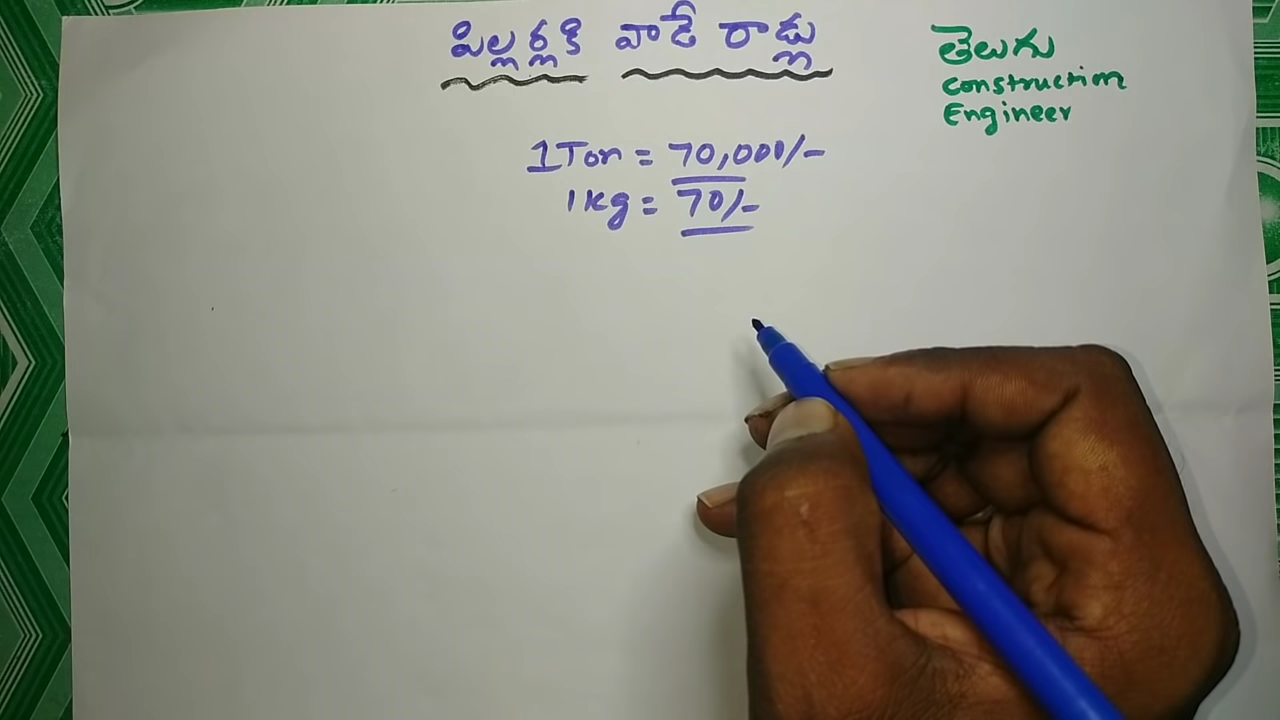 పిల్లర్లకి వాడే రాడ్లు
తెలుగు
construction
Engineer
1Ton = 70,000/-
1kg = 70/-